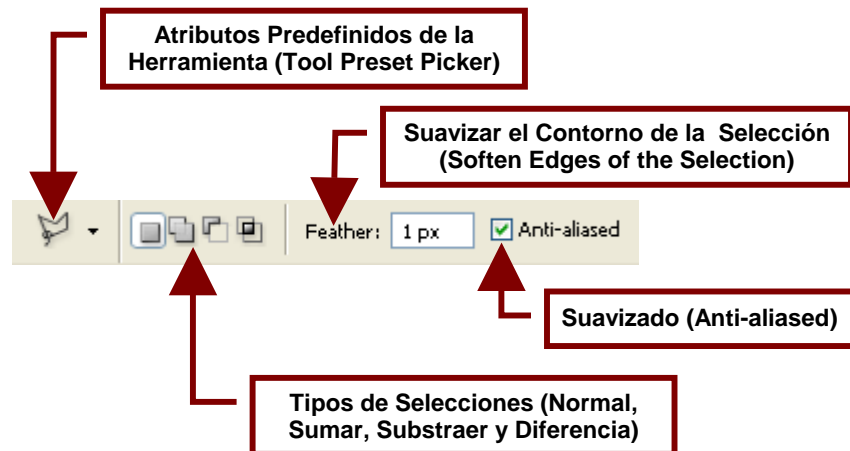 Atributos Predefinidos de la
Herramienta (Tool Preset Picker)
Suavizar el Contorno de la Selección
(Soften Edges of the Selection)
Feather: 1 px Anti-aliased
Suavizado (Anti-aliased)
Tipos de Selecciones (Normal,
Sumar, Substraer y Diferencia)